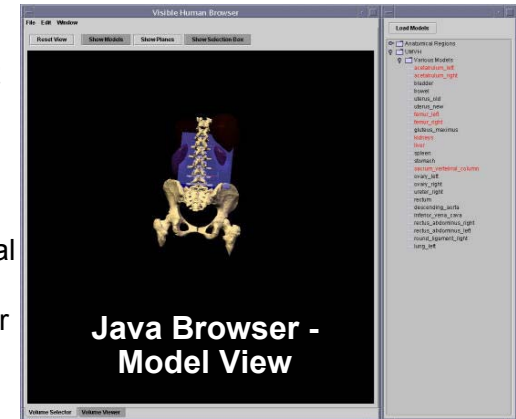 Visible Human Browser
File Edit Window
Reset View Show Models Show Planes Show Selection Box
al
r
Java Browser -
Model View
Volume Selector Volume Viewer
Load Models
Anatomical Regions
UMVH
Various Models
acetabulum_left
acetabulum_right
bladder
bowel
uterus_old
uterus_new
femur_left
femur_right
gluteus_maximus
kidneys
liver
spleen
stomach
sacrum_vertebral_column
ovary_left
ovary_right
ureter_right
rectum
descending_aorta
inferior_vena_cava
rectus_abdominus_right
rectus_abdominus_left
round_ligament_right
lung_left